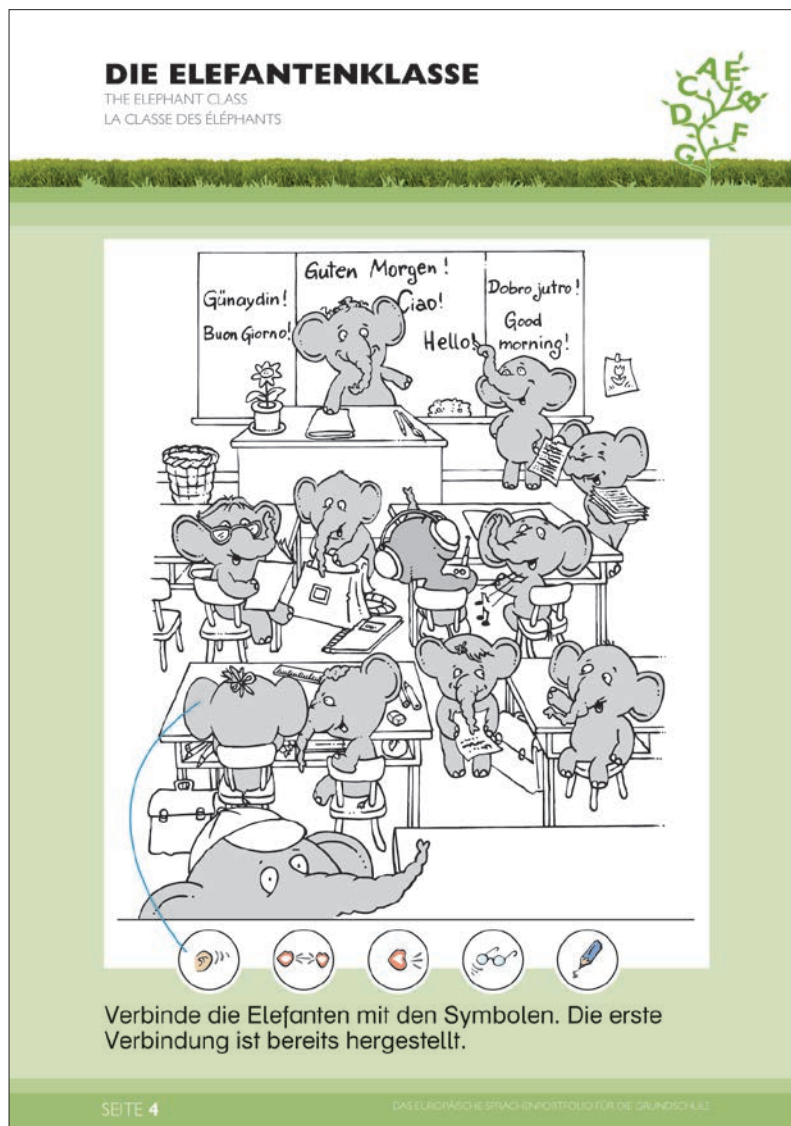 DIE ELEFANTENKLASSE
THE ELEPHANT CLASS
LA CLASSE DES ÉLÉPHANTS
A E
C B
D F
G
Guten Morgen!
Günaydin!
Ciao!
Dobro jutro!
Buon Giorno!
Hello!
Good
morning!
Verbinde die Elefanten mit den Symbolen. Die erste
Verbindung ist bereits hergestellt.
SEITE 4
DAS EUROPÄISCHE SPRACHENPORTFOLIO FÜR DIE GRUNDSCHULE